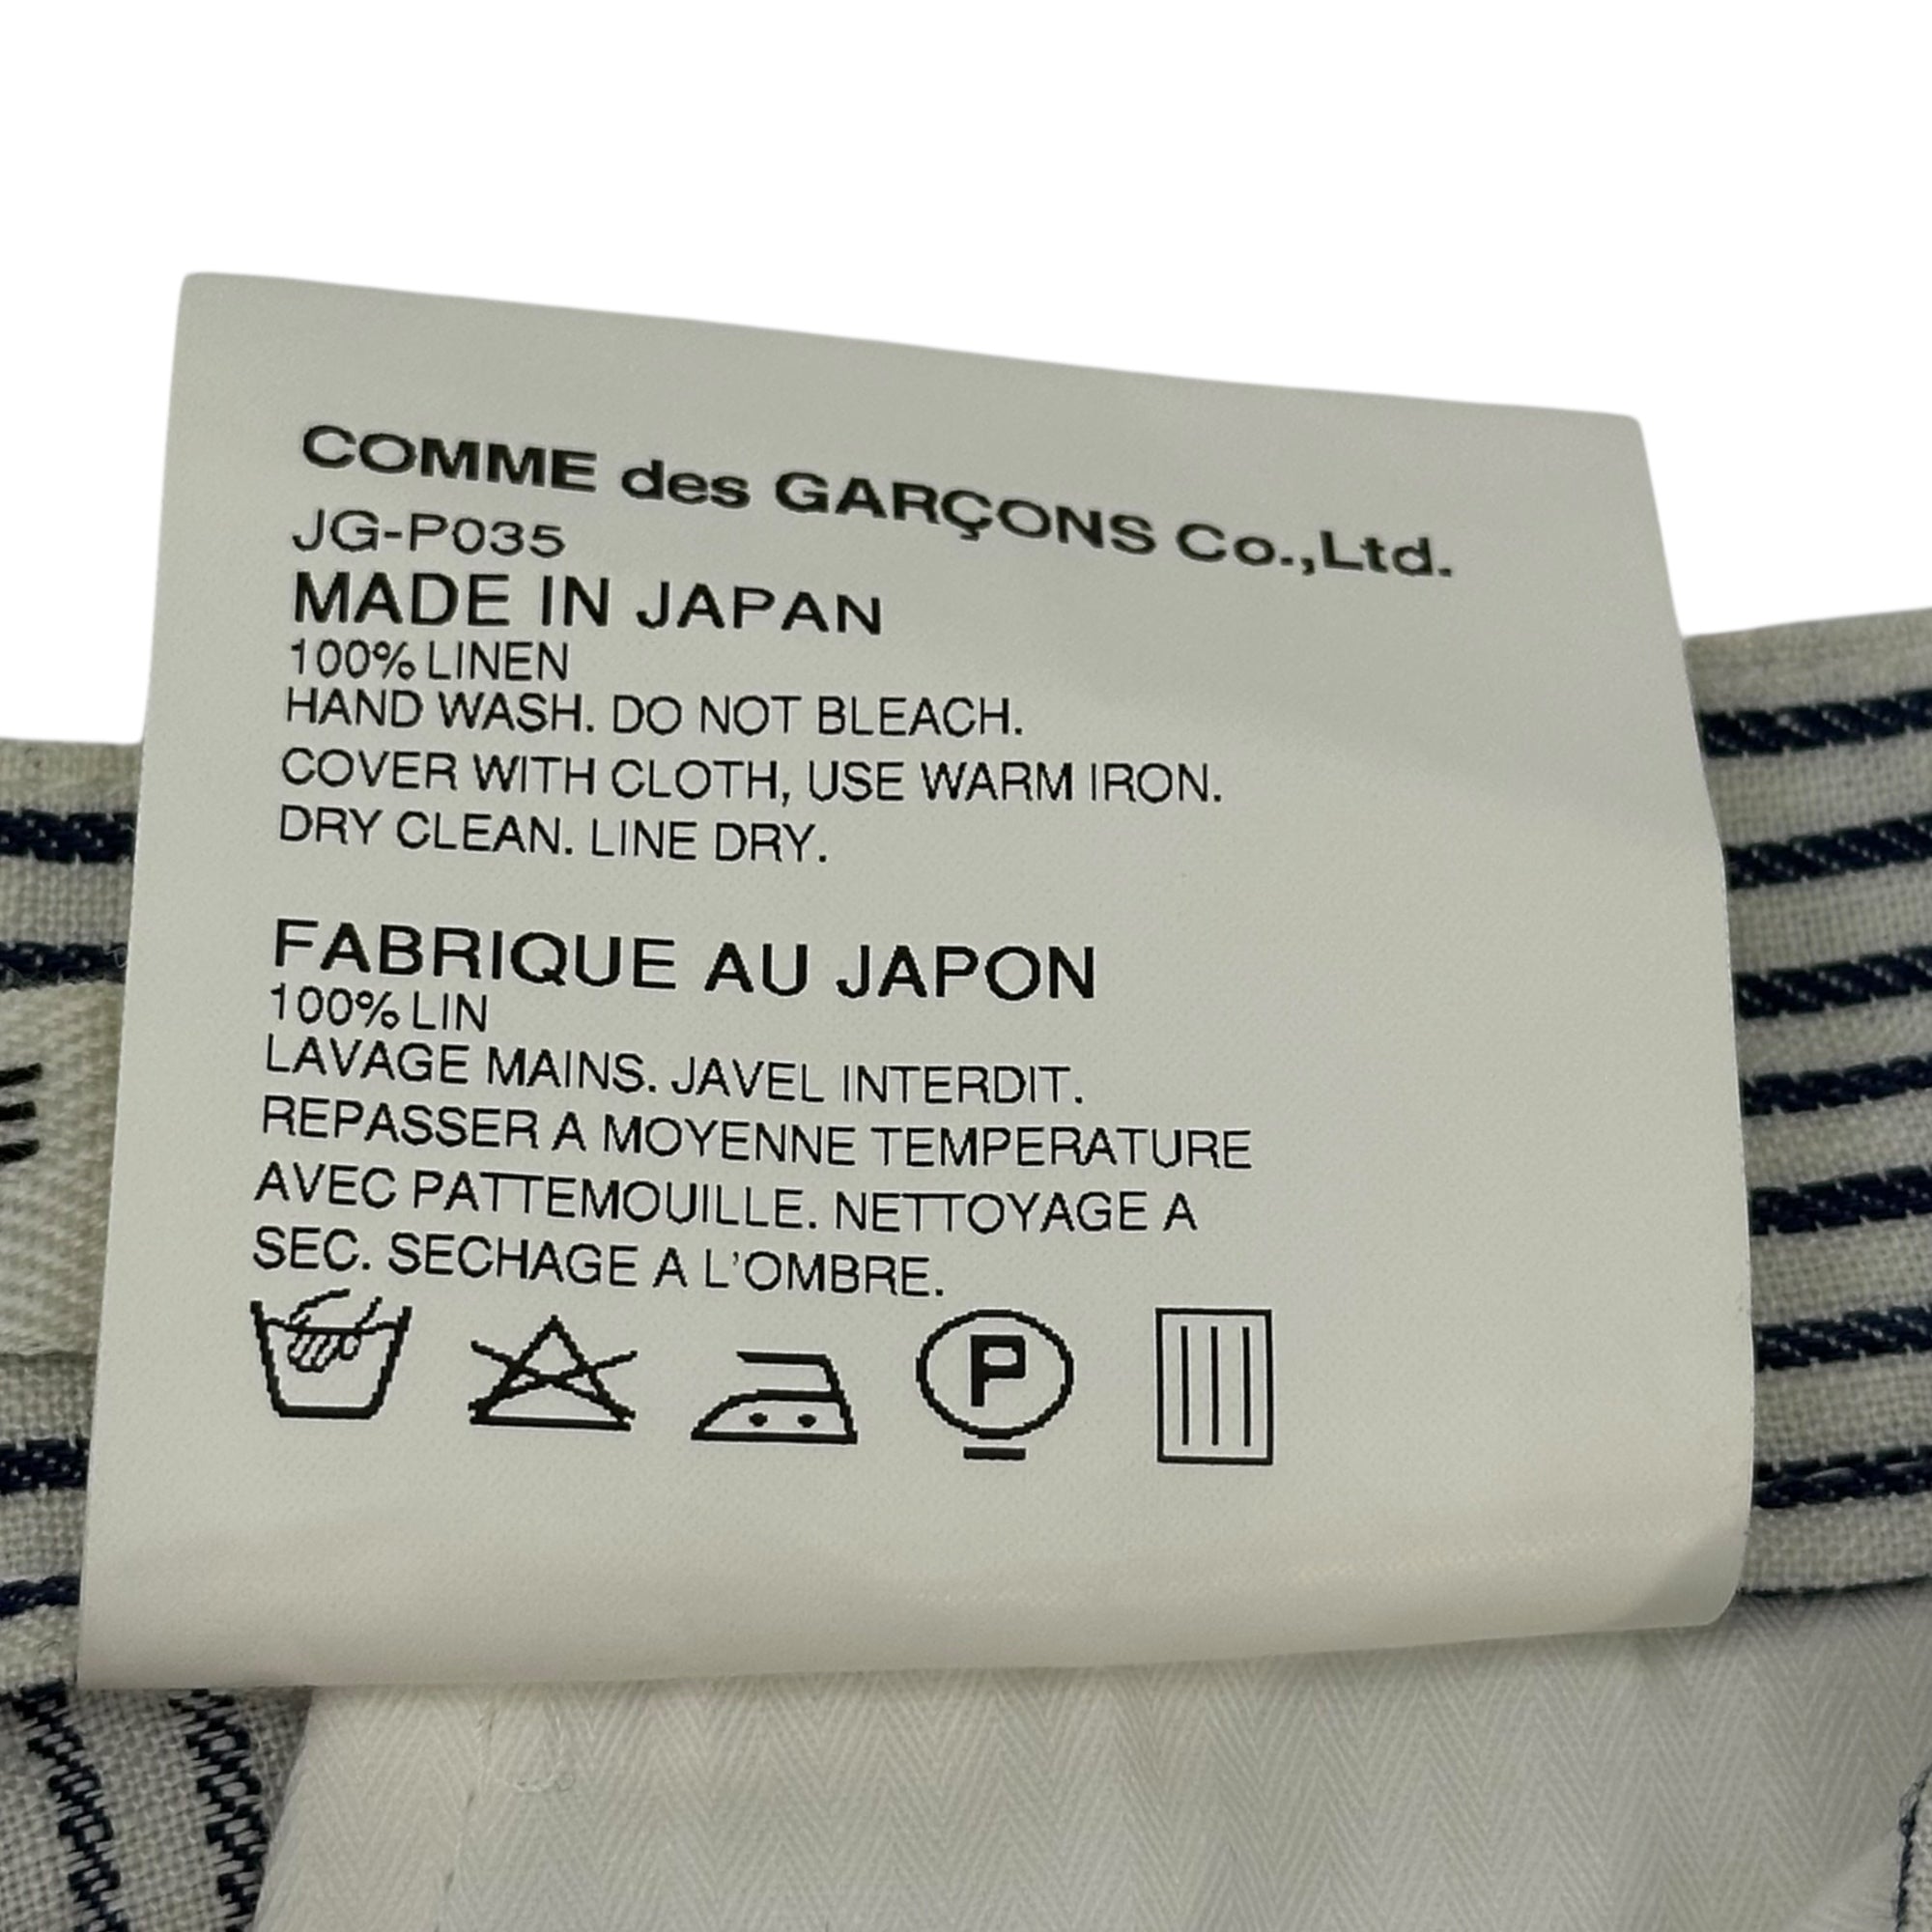 COMME des GARÇONS Co.,Ltd.
JG-P035
MADE IN JAPAN
100% LINEN
HAND WASH. DO NOT BLEACH.
COVER WITH CLOTH, USE WARM IRON.
DRY CLEAN. LINE DRY.
FABRIQUE AU JAPON
100% LIN
LAVAGE MAINS. JAVEL INTERDIT.
REPASSER A MOYENNE TEMPERATURE
AVEC PATTEMOUILLE. NETTOYAGE A
SEC. SECHAGE A L'OMBRE.
P